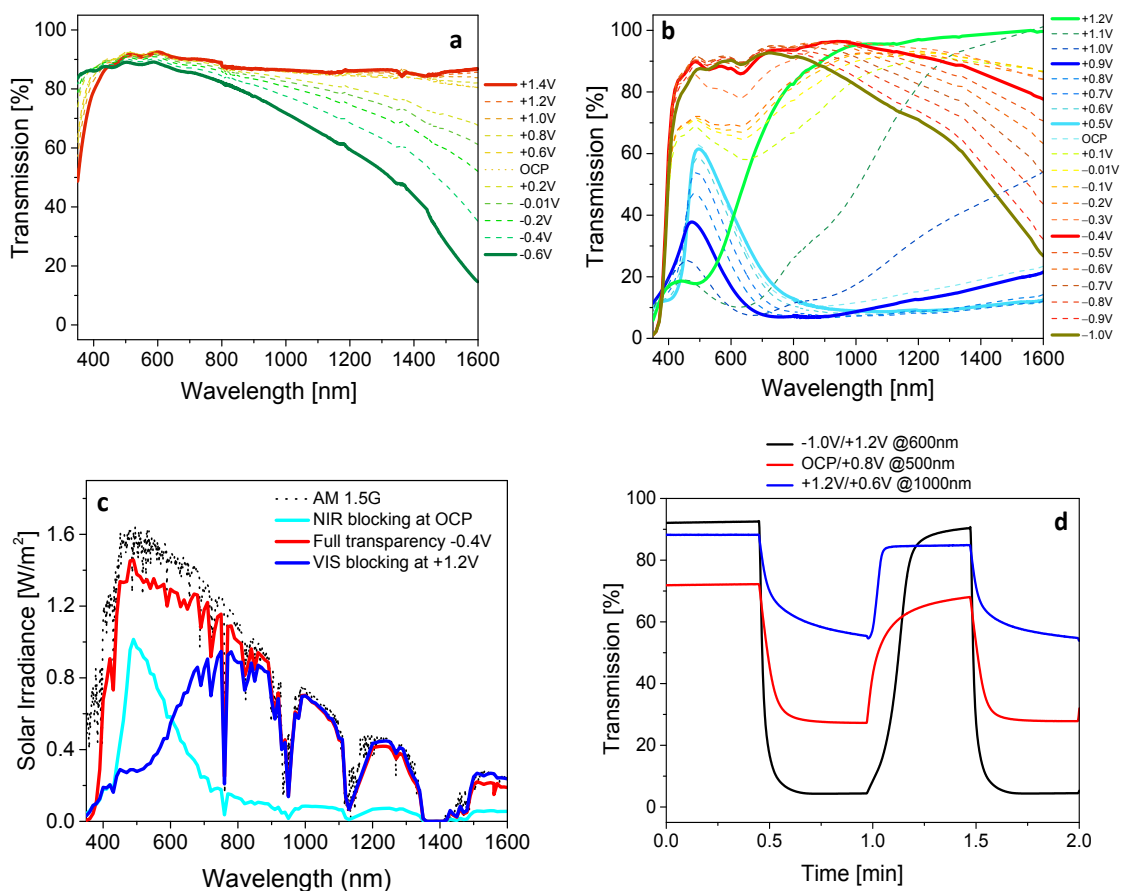 a
Transmission [%]
100
80
60
40
20
0
400 600 800 1000 1200 1400 1600
Wavelength [nm]
+1.4V
+1.2V
+1.0V
+0.8V
+0.6V
OCP
+0.2V
-0.01V
-0.2V
-0.4V
-0.6V
b
Transmission [%]
100
80
60
40
20
0
400 600 800 1000 1200 1400 1600
Wavelength [nm]
+1.2V
+1.1V
+1.0V
+0.9V
+0.8V
+0.7V
+0.6V
+0.5V
OCP
+0.1V
−0.01V
−0.1V
−0.2V
−0.3V
−0.4V
−0.5V
−0.6V
−0.7V
−0.8V
−0.9V
−1.0V
c
AM 1.5G
NIR blocking at OCP
Full transparency -0.4V
VIS blocking at +1.2V
Solar Irradiance [W/m²]
1.6
1.2
0.8
0.4
0.0
400 600 800 1000 1200 1400 1600
Wavelength (nm)
-1.0V/+1.2V @600nm
OCP/+0.8V @500nm
+1.2V/+0.6V @1000nm
d
Transmission [%]
100
80
60
40
20
0
0.0 0.5 1.0 1.5 2.0
Time [min]